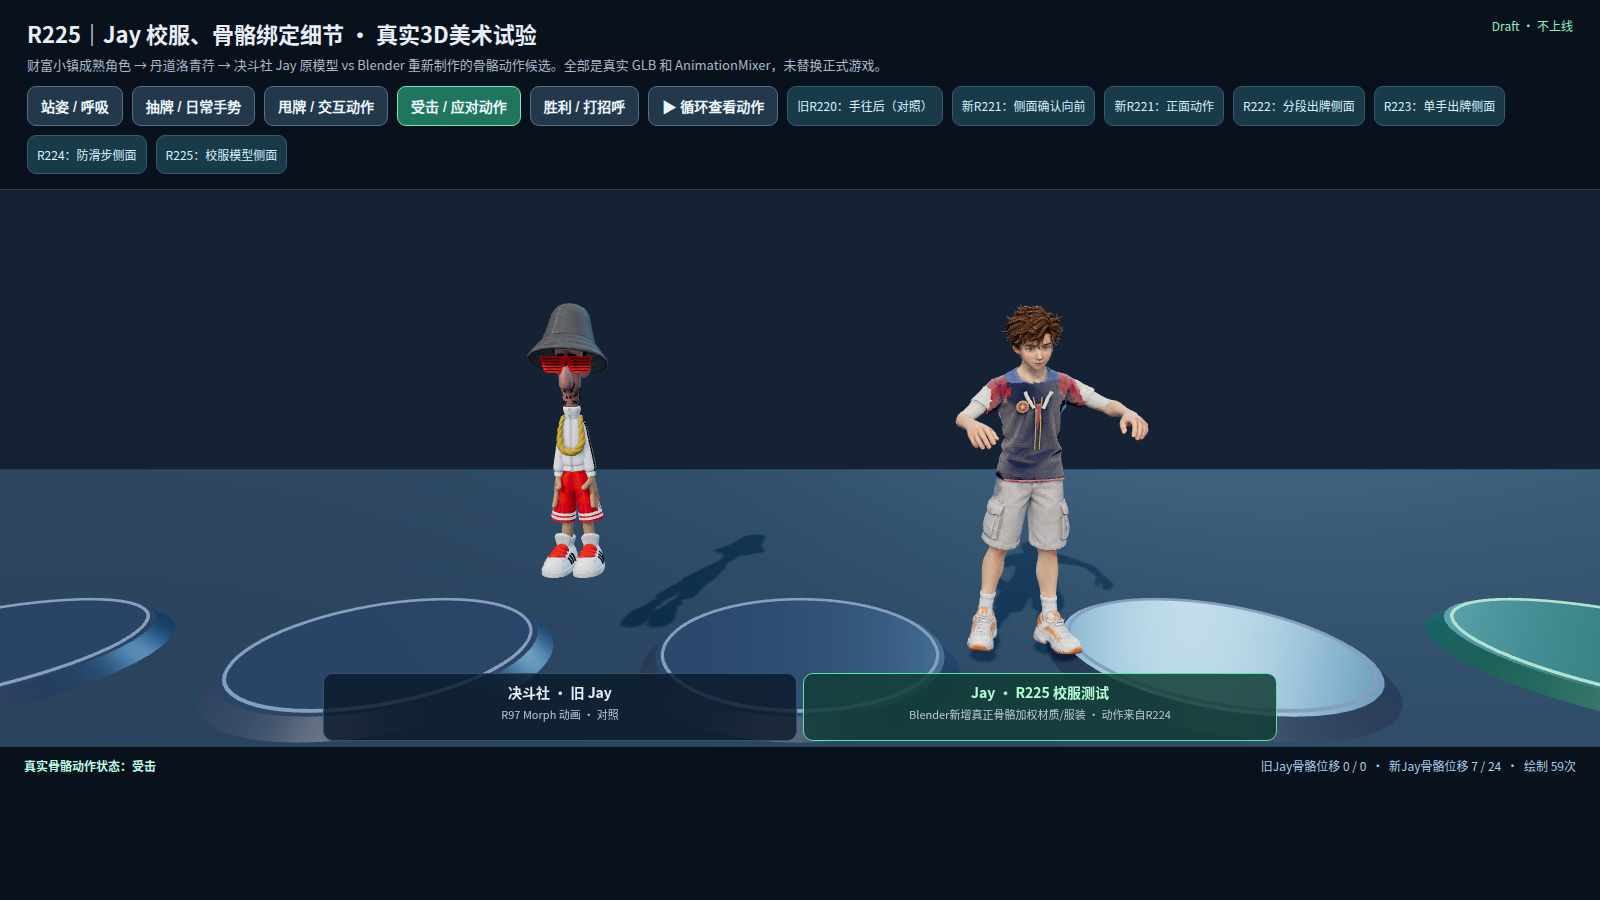 R225｜Jay 校服、骨骼绑定细节 · 真实3D美术试验
Draft · 不上线
财富小镇成熟角色 → 丹道洛青荇 → 决斗社 Jay 原模型 vs Blender 重新制作的骨骼动作候选。全部是真实 GLB 和 AnimationMixer，未替换正式游戏。
站姿 / 呼吸
抽牌 / 日常手势
甩牌 / 交互动作
受击 / 应对动作
胜利 / 打招呼
▶ 循环查看动作
旧R220：手往后（对照）
新R221：侧面确认向前
新R221：正面动作
R222：分段出牌侧面
R223：单手出牌侧面
R224：防滑步侧面
R225：校服模型侧面
决斗社 · 旧 Jay
R97 Morph 动画 · 对照
Jay · R225 校服测试
Blender新增真正骨骼加权材质/服装 · 动作来自R224
真实骨骼动作状态：受击
旧Jay骨骼位移 0 / 0 · 新Jay骨骼位移 7 / 24 · 绘制 59次